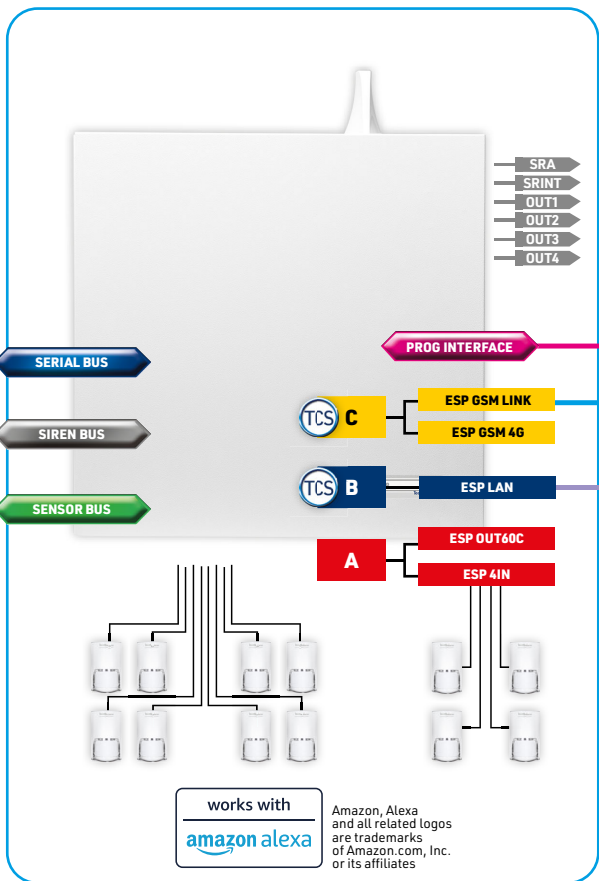 SRA
SRINT
OUT1
OUT2
OUT3
OUT4
PROG INTERFACE
SERIAL BUS
TCS C
ESP GSM LINK
ESP GSM 4G
SIREN BUS
TCS B
ESP LAN
SENSOR BUS
A
ESP OUT60C
ESP 4IN
works with
amazon alexa
Amazon, Alexa
and all related logos
are trademarks
of Amazon.com, Inc.
or its affiliates